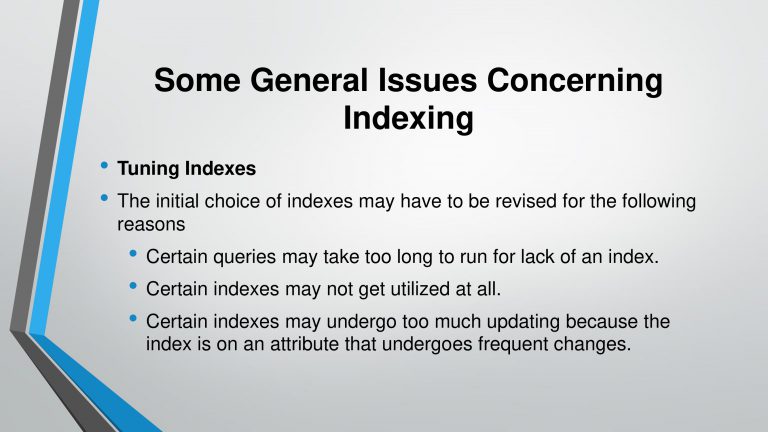 Some General Issues Concerning
Indexing
• Tuning Indexes
• The initial choice of indexes may have to be revised for the following
reasons
• Certain queries may take too long to run for lack of an index.
• Certain indexes may not get utilized at all.
• Certain indexes may undergo too much updating because the
index is on an attribute that undergoes frequent changes.